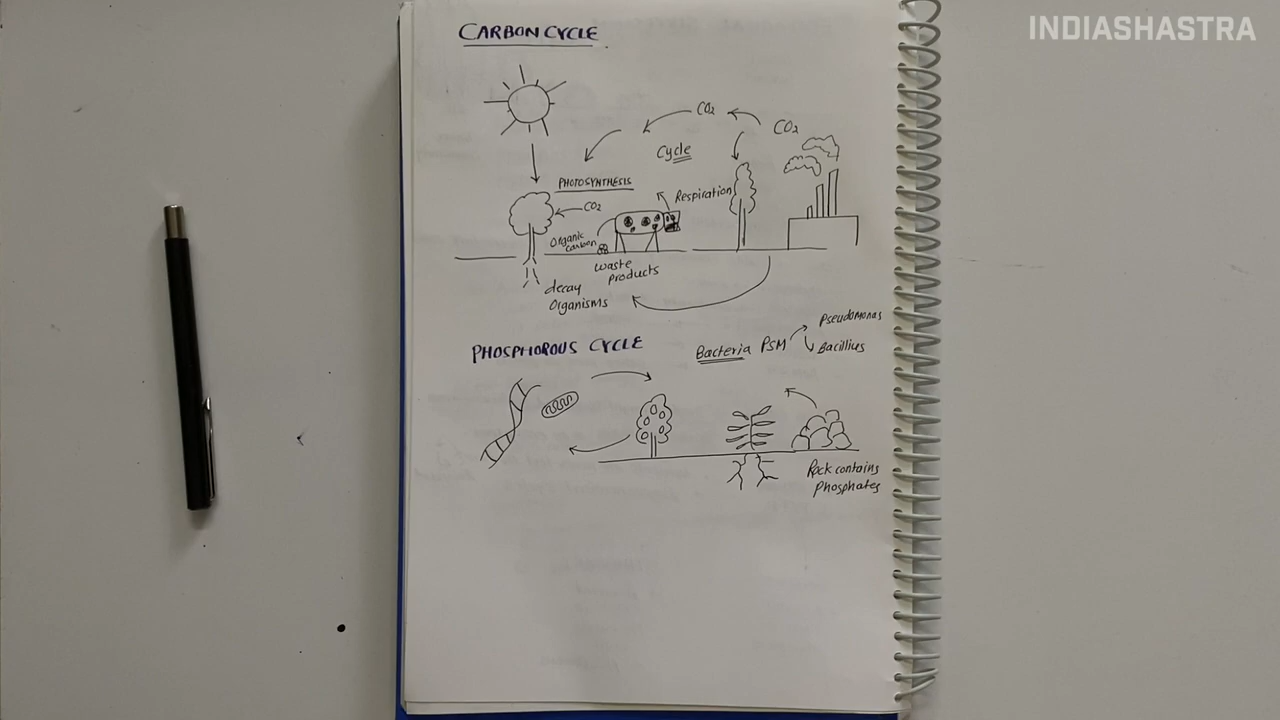 INDIASHASTRA
CARBON CYCLE
CO2
CO2
Cycle
PHOTOSYNTHESIS
Respiration
CO2
Organic
carbon
waste
products
decay
Organisms
PHOSPHOROUS CYCLE
Bacteria PSM
Pseudomonas
Bacillius
Rock contains
Phosphates